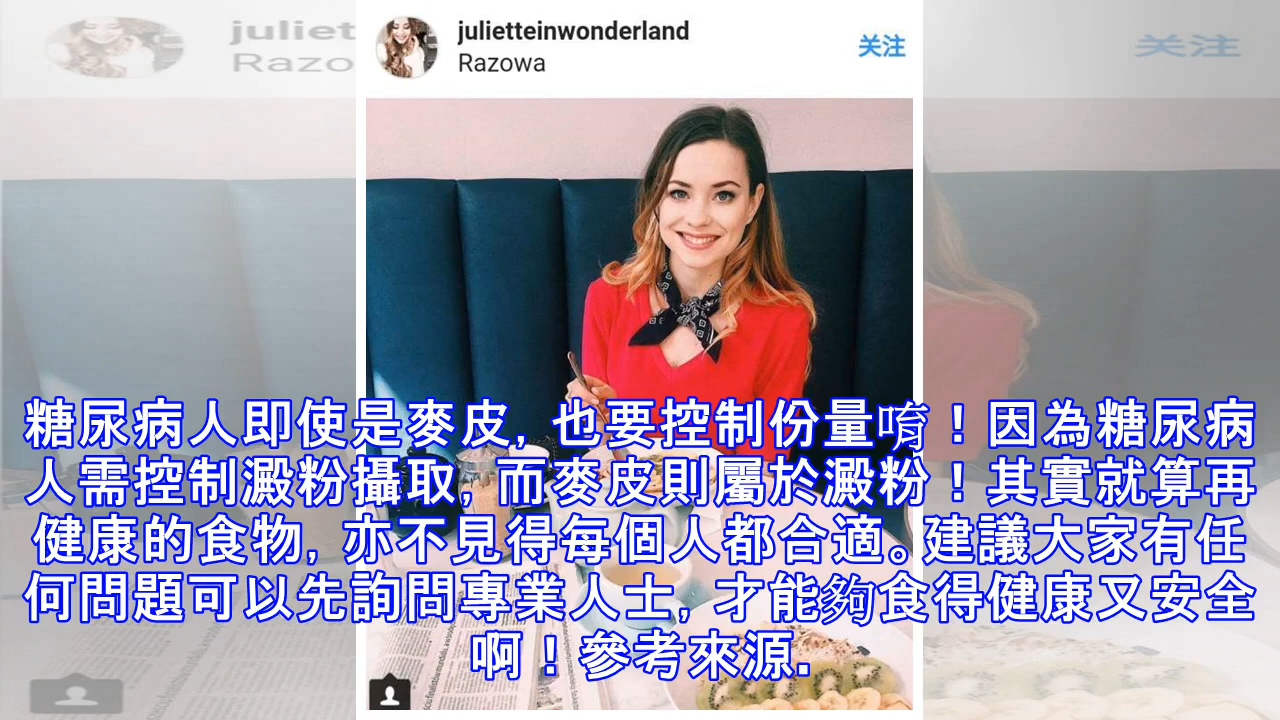 juliet
Razo
julietteinwonderland
Razowa
关注
关注
糖尿病人即使是麥皮, 也要控制份量唷！因為糖尿病
人需控制澱粉攝取, 而麥皮則屬於澱粉！其實就算再
健康的食物, 亦不見得每個人都合適。建議大家有任
何問題可以先詢問專業人士, 才能夠食得健康又安全
啊！參考來源.